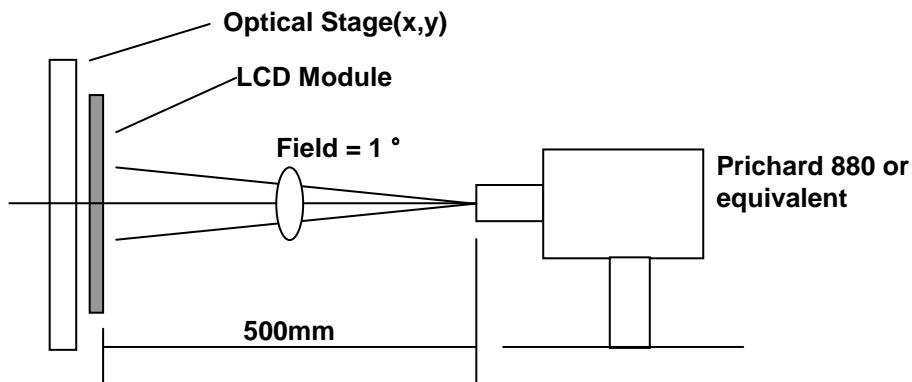 Optical Stage(x,y)
LCD Module
Field = 1 °
Prichard 880 or
equivalent
500mm